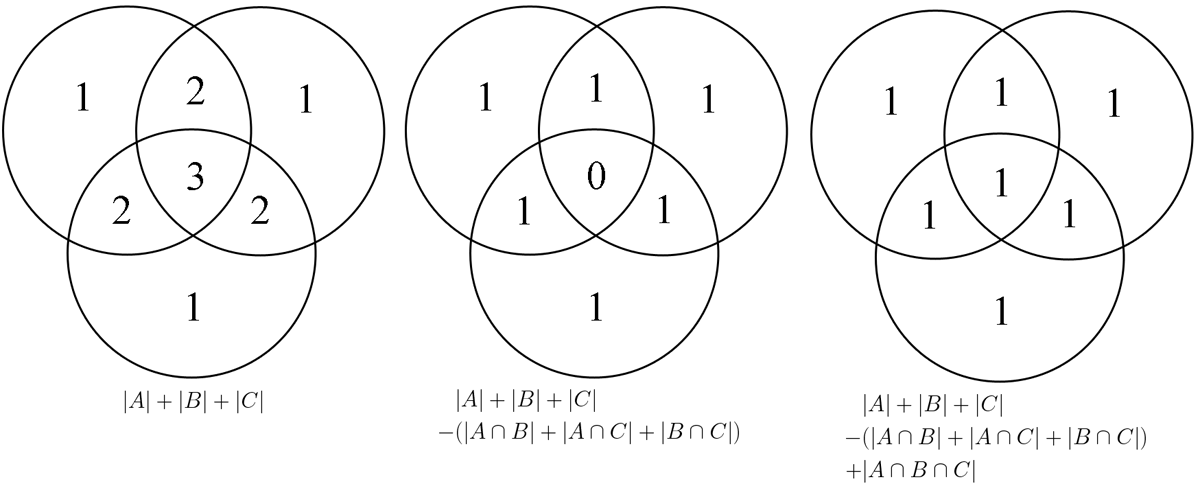 1 2 1
3
2 2
1
|A| + |B| + |C|
1 1 1
0
1 1
1
|A| + |B| + |C|
−(|A ∩ B| + |A ∩ C| + |B ∩ C|)
1 1 1
1
1 1
1
|A| + |B| + |C|
−(|A ∩ B| + |A ∩ C| + |B ∩ C|)
+|A ∩ B ∩ C|